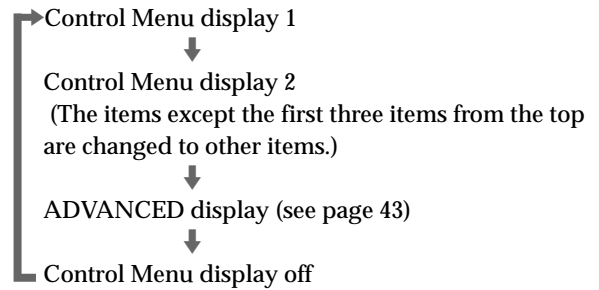 Control Menu display 1
Control Menu display 2
(The items except the first three items from the top
are changed to other items.)
ADVANCED display (see page 43)
Control Menu display off